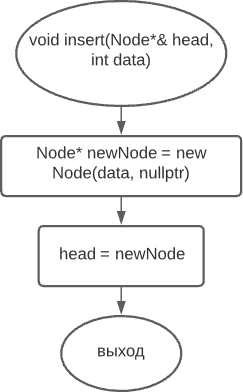 void insert(Node*& head,
int data)
Node* newNode = new
Node(data, nullptr)
head = newNode
выход